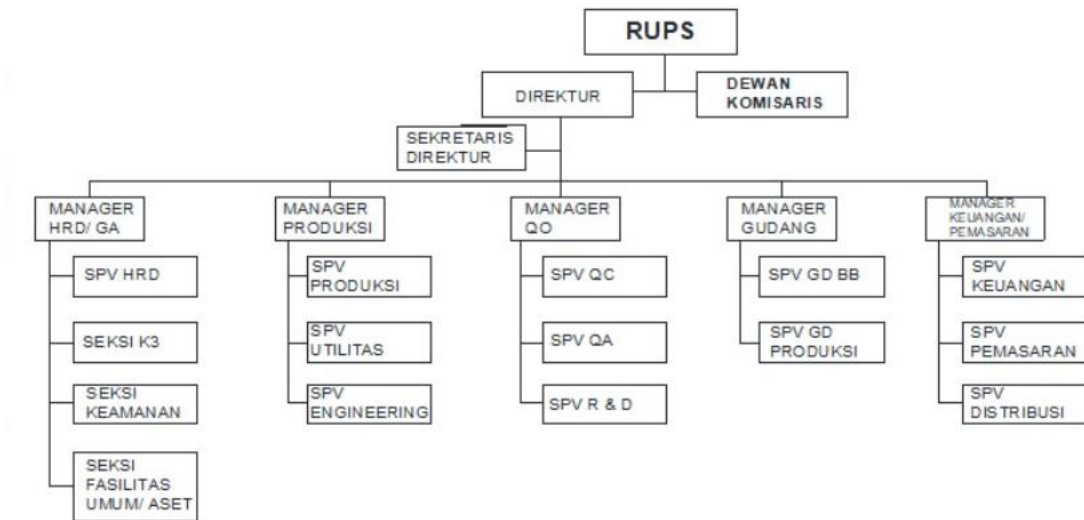 RUPS
DIREKTUR
DEWAN
KOMISARIS
SEKRETARIS
DIREKTUR
MANAGER
HRD/ GA
MANAGER
PRODUKSI
MANAGER
QO
MANAGER
GUDANG
MANAGER
KEUANGAN/
PEMASARAN
SPV HRD
SEKSI K3
SEKSI
KEAMANAN
SEKSI
FASILITAS
UMUM/ ASET
SPV
PRODUKSI
SPV
UTILITAS
SPV
ENGINEERING
SPV QC
SPV QA
SPV R & D
SPV GD BB
SPV GD
PRODUKSI
SPV
KEUANGAN
SPV
PEMASARAN
SPV
DISTRIBUSI